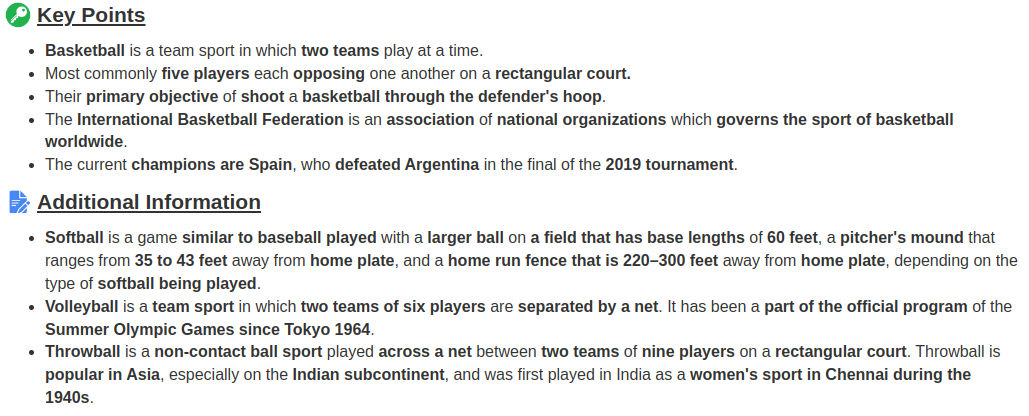 Key Points
Basketball is a team sport in which two teams play at a time.
Most commonly five players each opposing one another on a rectangular court.
Their primary objective of shoot a basketball through the defender's hoop.
The International Basketball Federation is an association of national organizations which governs the sport of basketball
worldwide.
The current champions are Spain, who defeated Argentina in the final of the 2019 tournament.
Additional Information
Softball is a game similar to baseball played with a larger ball on a field that has base lengths of 60 feet, a pitcher's mound that
ranges from 35 to 43 feet away from home plate, and a home run fence that is 220–300 feet away from home plate, depending on the
type of softball being played.
Volleyball is a team sport in which two teams of six players are separated by a net. It has been a part of the official program of the
Summer Olympic Games since Tokyo 1964.
Throwball is a non-contact ball sport played across a net between two teams of nine players on a rectangular court. Throwball is
popular in Asia, especially on the Indian subcontinent, and was first played in India as a women's sport in Chennai during the
1940s.